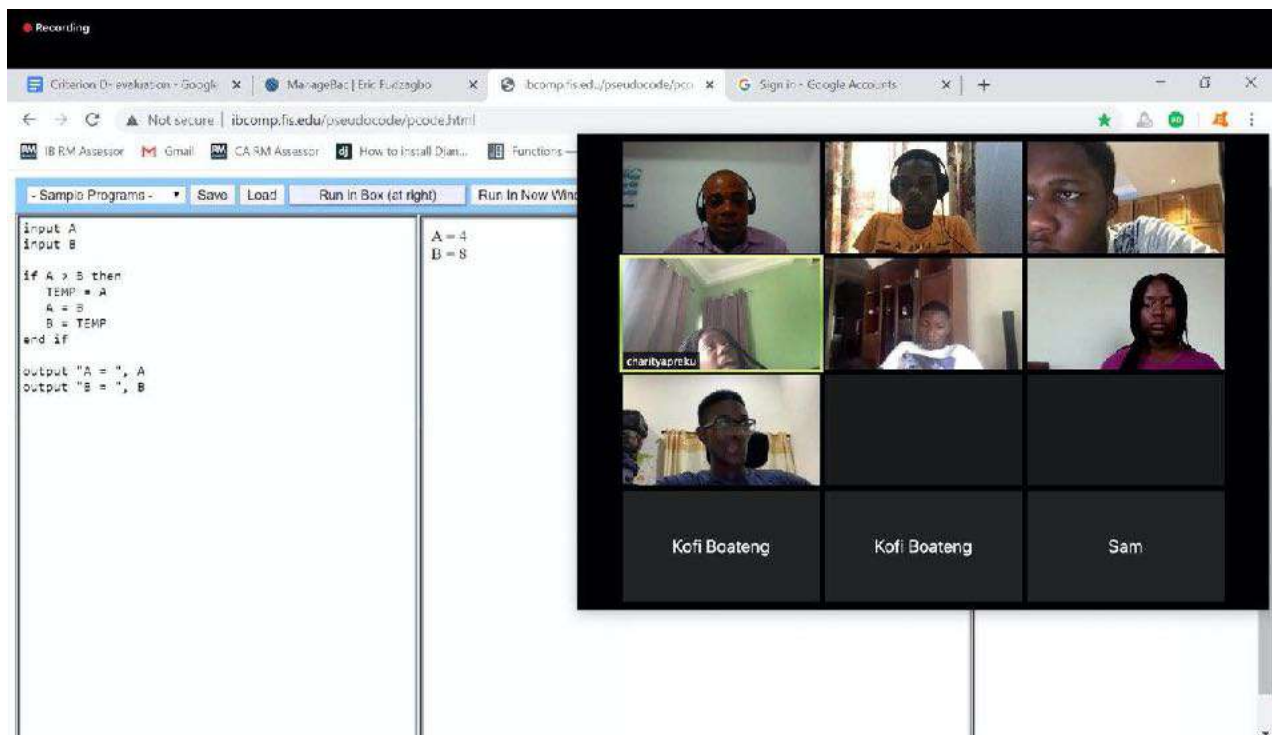 Recording
Criterion D- evaluation - Google
ManageBac | Eric Fudzagbo
ibcomp.fis.edu/pseudocode/pco
Sign in - Google Accounts
Not secure | ibcomp.fis.edu/pseudocode/pcode.html
IB RM Assessor
Gmail
CA RM Assessor
How to install Djan...
Functions —
- Sample Programs -
Save
Load
Run In Box (at right)
Run In New Win
input A
input B
if A > B then
TEMP = A
A = B
B = TEMP
end if
output "A = ", A
output "B = ", B
A = 4
B = 8
charityapreku
Kofi Boateng
Kofi Boateng
Sam